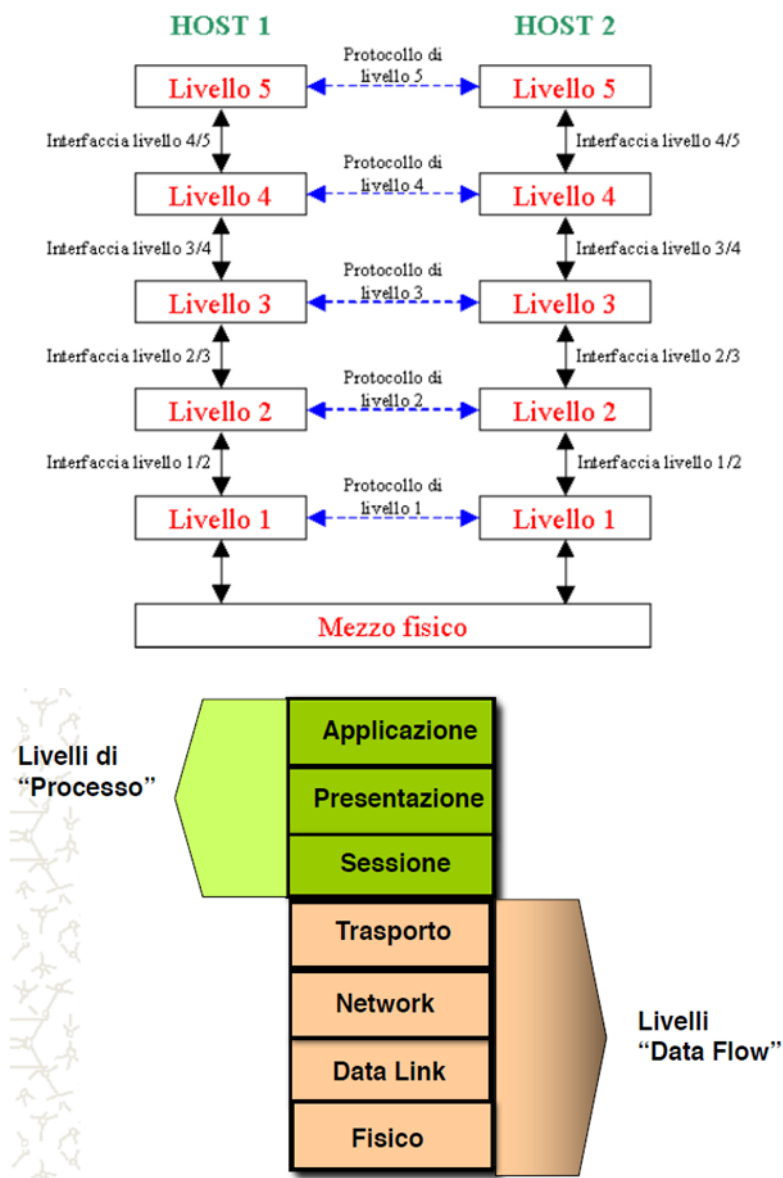 HOST 1
HOST 2
Protocollo di
livello 5
Livello 5
Livello 5
Interfaccia livello 4/5
Interfaccia livello 4/5
Protocollo di
livello 4
Livello 4
Livello 4
Interfaccia livello 3/4
Interfaccia livello 3/4
Protocollo di
livello 3
Livello 3
Livello 3
Interfaccia livello 2/3
Interfaccia livello 2/3
Protocollo di
livello 2
Livello 2
Livello 2
Interfaccia livello 1/2
Interfaccia livello 1/2
Protocollo di
livello 1
Livello 1
Livello 1
Mezzo fisico
Livelli di
“Processo”
Applicazione
Presentazione
Sessione
Trasporto
Network
Data Link
Fisico
Livelli
“Data Flow”